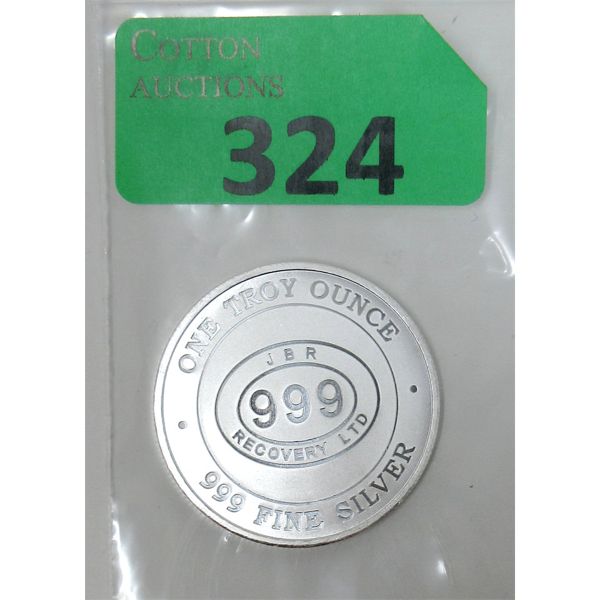 COTTON
AUCTIONS
324
ONE TROY OUNCE
JBR
999
RECOVERY LTD
999 FINE SILVER